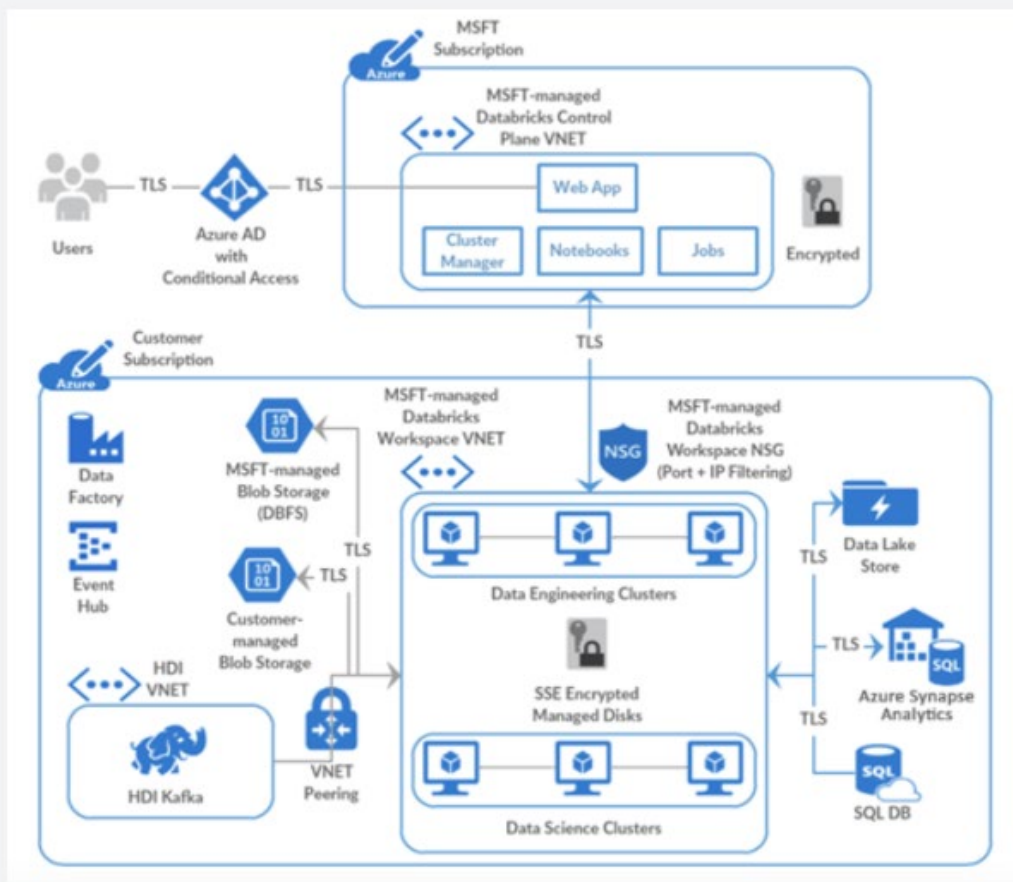 MSFT
Subscription
Azure
MSFT-managed
Databricks Control
Plane VNET
Users
TLS
Azure AD
with
Conditional Access
TLS
Web App
Cluster
Manager
Notebooks
Jobs
Encrypted
TLS
Customer
Subscription
Azure
Data
Factory
Event
Hub
10
01
MSFT-managed
Blob Storage
(DBFS)
TLS
10
01
TLS
Customer-
managed
Blob Storage
HDI
VNET
HDI Kafka
VNET
Peering
MSFT-managed
Databricks
Workspace VNET
NSG
MSFT-managed
Databricks
Workspace NSG
(Port + IP Filtering)
Data Engineering Clusters
SSE Encrypted
Managed Disks
Data Science Clusters
TLS
Data Lake
Store
TLS
SQL
Azure Synapse
Analytics
TLS
SQL
SQL DB